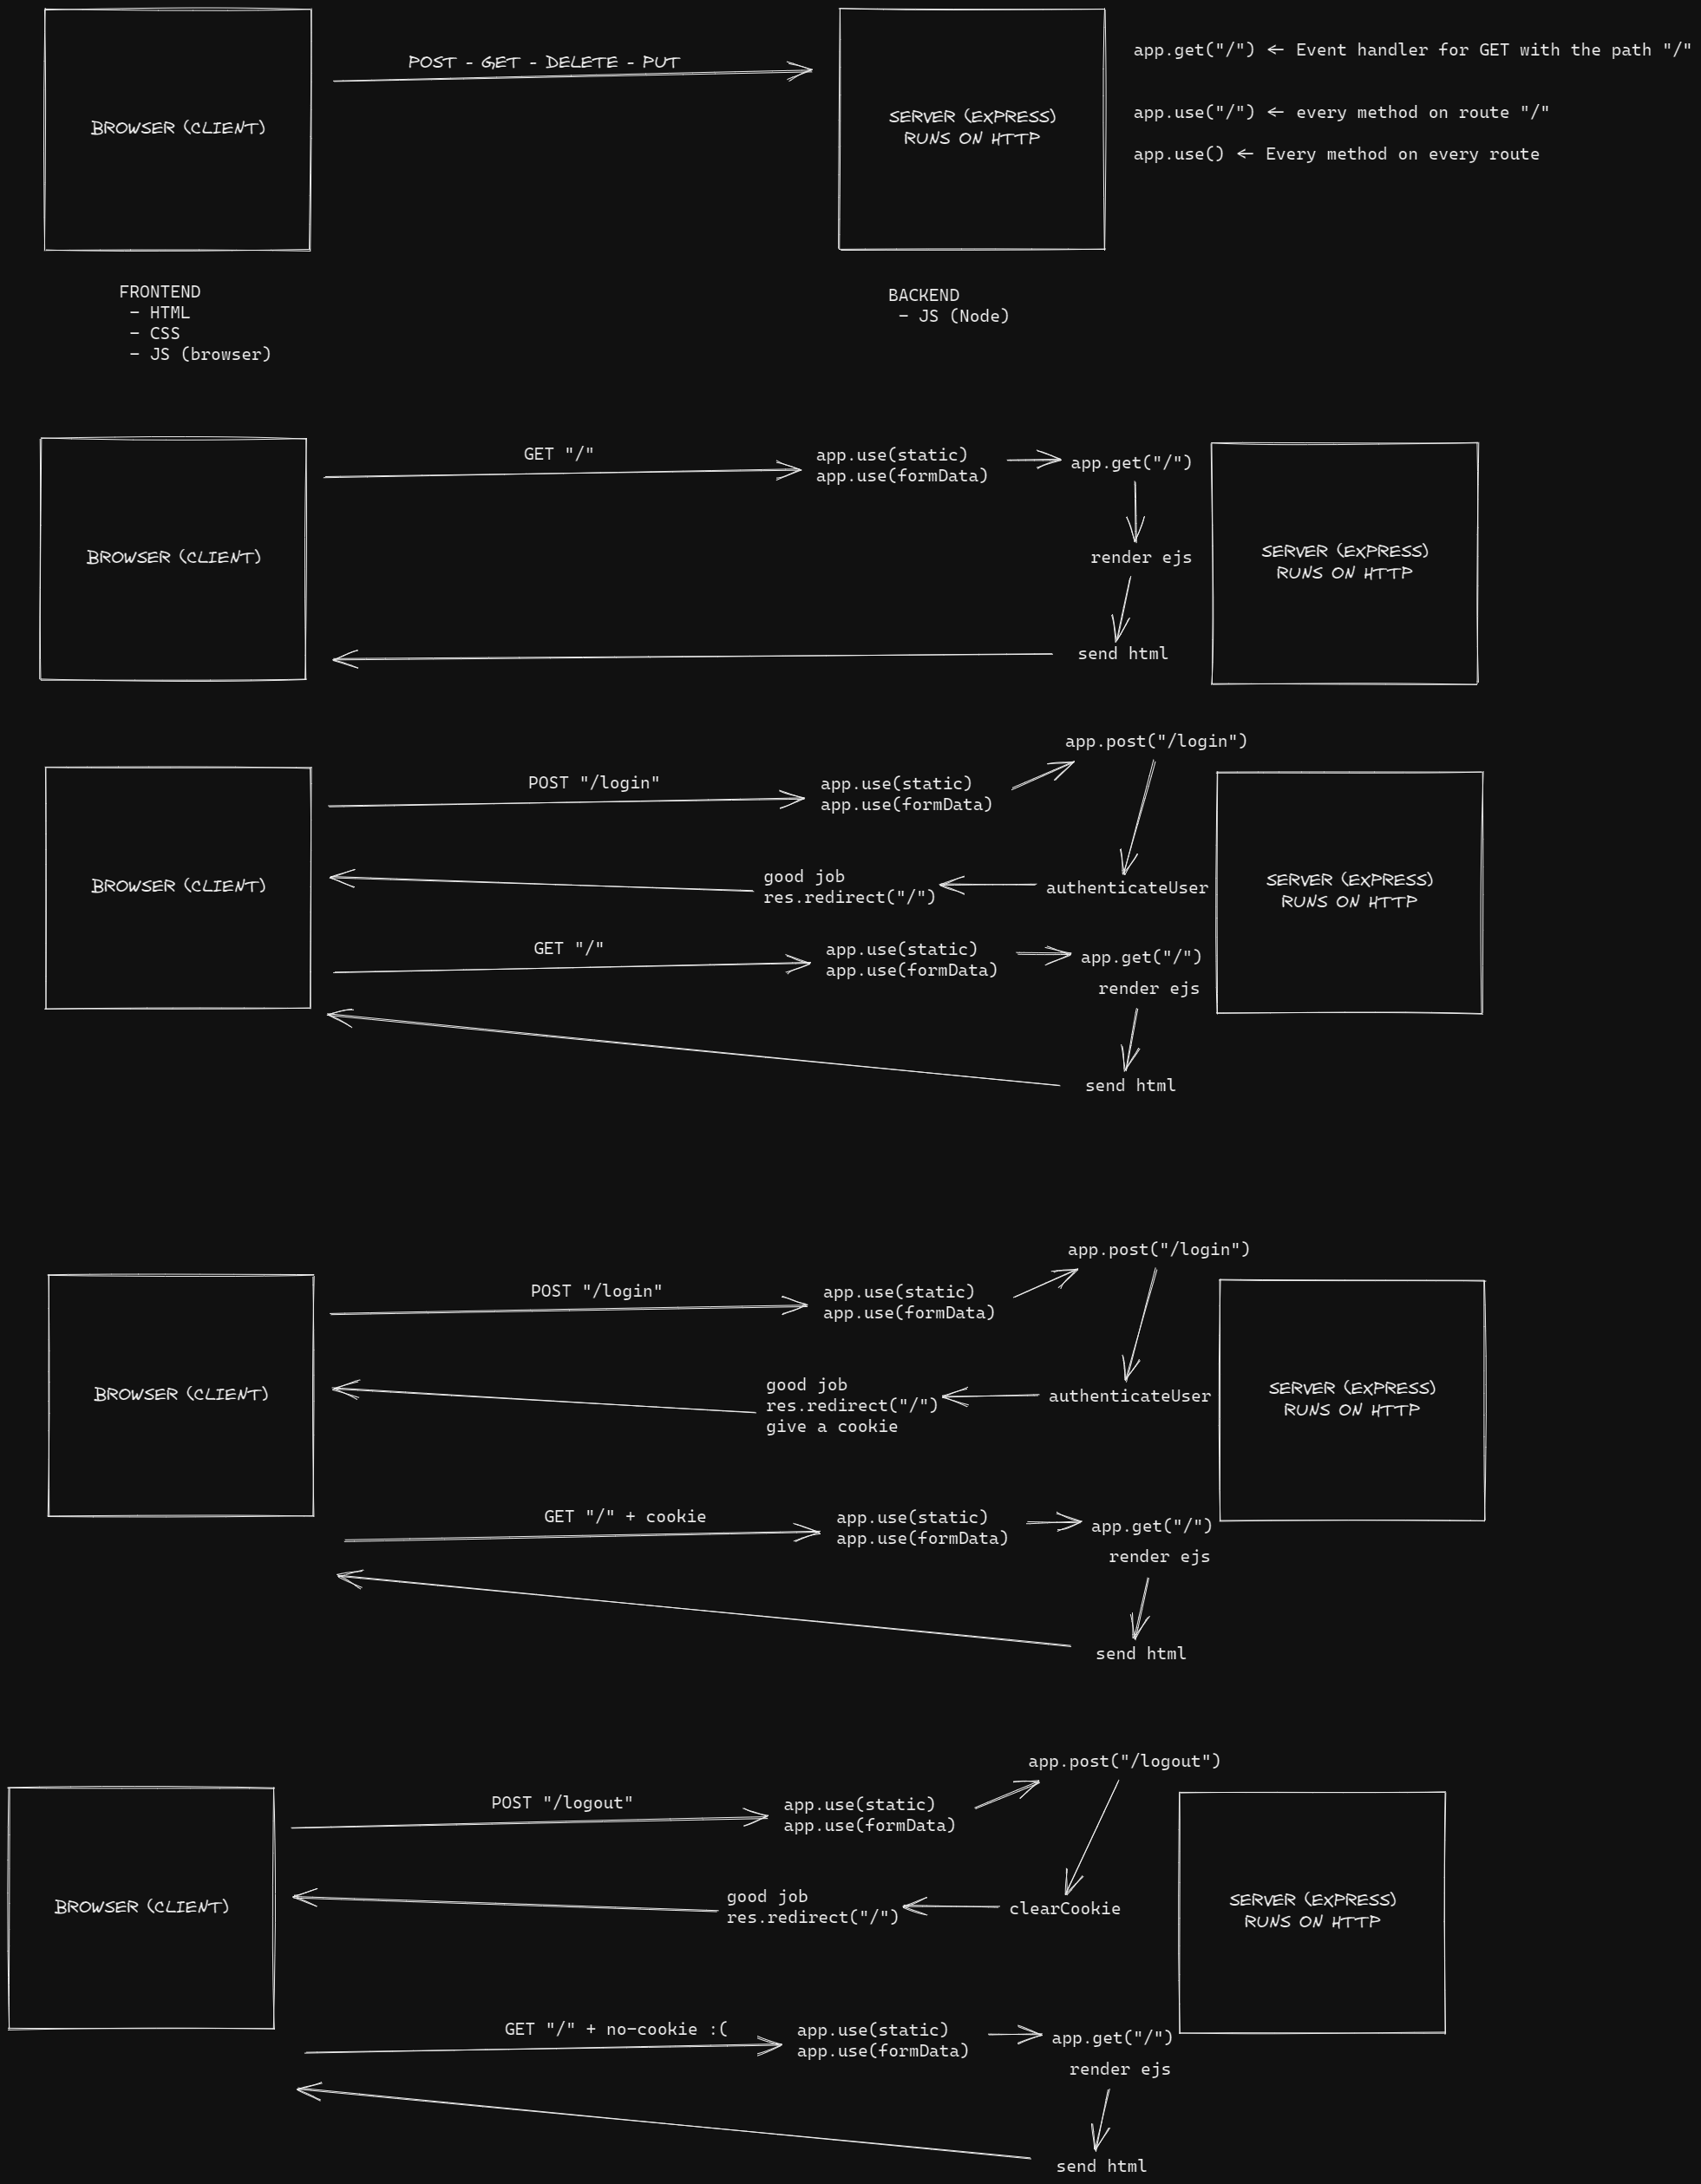 POST - GET - DELETE - PUT
BROWSER (CLIENT)
SERVER (EXPRESS)
RUNS ON HTTP
app.get("/") <- Event handler for GET with the path "/"
app.use("/") <- every method on route "/"
app.use() <- Every method on every route
FRONTEND
- HTML
- CSS
- JS (browser)
BACKEND
- JS (Node)
BROWSER (CLIENT)
GET "/"
app.use(static)
app.use(formData)
app.get("/")
render ejs
send html
SERVER (EXPRESS)
RUNS ON HTTP
BROWSER (CLIENT)
POST "/login"
app.use(static)
app.use(formData)
app.post("/login")
authenticateUser
good job
res.redirect("/")
SERVER (EXPRESS)
RUNS ON HTTP
GET "/"
app.use(static)
app.use(formData)
app.get("/")
render ejs
send html
BROWSER (CLIENT)
POST "/login"
app.use(static)
app.use(formData)
app.post("/login")
authenticateUser
good job
res.redirect("/")
give a cookie
SERVER (EXPRESS)
RUNS ON HTTP
GET "/" + cookie
app.use(static)
app.use(formData)
app.get("/")
render ejs
send html
BROWSER (CLIENT)
POST "/logout"
app.use(static)
app.use(formData)
app.post("/logout")
clearCookie
good job
res.redirect("/")
SERVER (EXPRESS)
RUNS ON HTTP
GET "/" + no-cookie :(
app.use(static)
app.use(formData)
app.get("/")
render ejs
send html